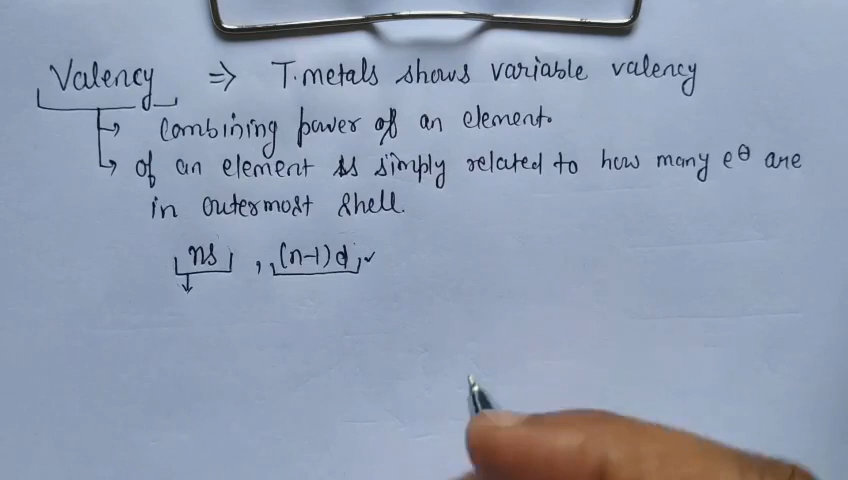 Valency ⇒ T.metals shows variable valency
↳ Combining power of an element.
↳ of an element is simply related to how many e⊖ are
in outermost shell.
ns , (n-1)d ✓